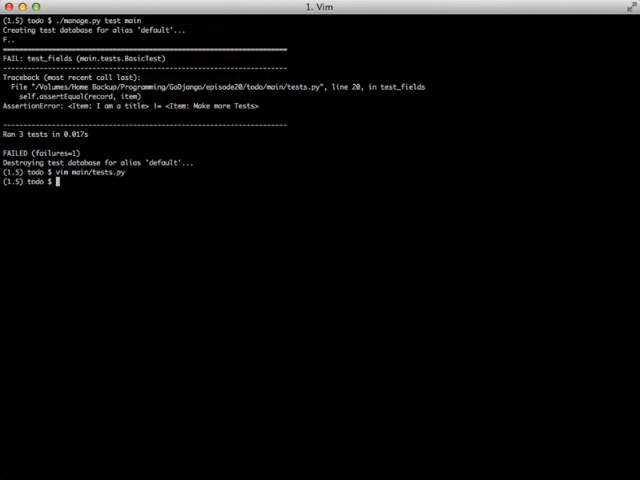 1. Vim
(1.5) todo $ ./manage.py test main
Creating test database for alias 'default'...
F..
======================================================================
FAIL: test_fields (main.tests.BasicTest)
----------------------------------------------------------------------
Traceback (most recent call last):
  File "/Volumes/Home Backup/Programming/GoDjango/episode20/todo/main/tests.py", line 20, in test_fields
    self.assertEqual(record, item)
AssertionError: <Item: I am a title> != <Item: Make more Tests>
----------------------------------------------------------------------
Ran 3 tests in 0.017s
FAILED (failures=1)
Destroying test database for alias 'default'...
(1.5) todo $ vim main/tests.py
(1.5) todo $